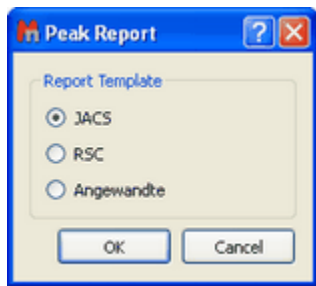 Peak Report
Report Template
JACS
RSC
Angewandte
OK Cancel